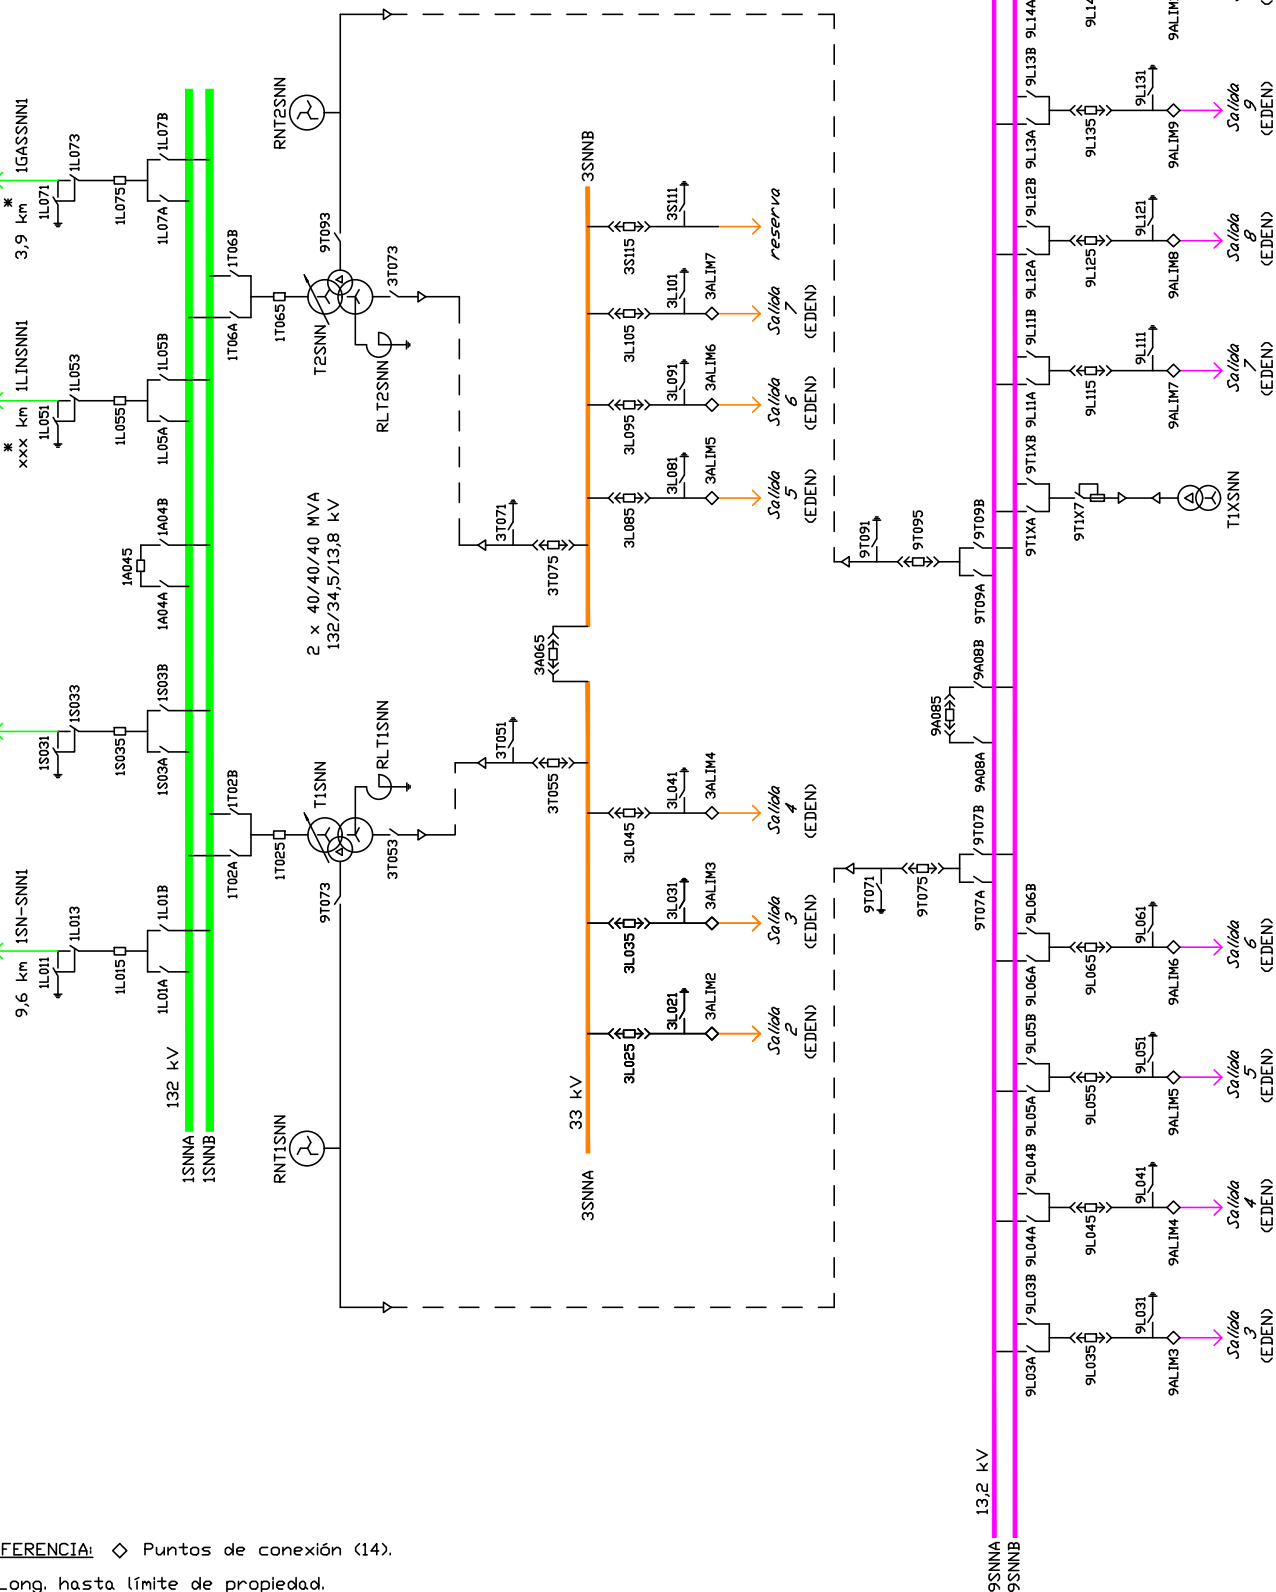 3,9 km *
1GASSNN1
1L071
1L073
1L075
1L07A
1L07B
xxx km *
1LINSNN1
1L051
1L053
1L055
1L05A
1L05B
1A045
1A04A
1A04B
1S031
1S033
1S035
1S03A
1S03B
9,6 km
1SN-SNN1
1L011
1L013
1L015
1L01A
1L01B
132 kV
1SNNA
1SNNB
1T06A
1T06B
1T065
T2SNN
RLT2SNN
RNT2SNN
9T093
3T073
2 x 40/40/40 MVA
132/34,5/13,8 kV
1T02A
1T02B
1T025
T1SNN
RLT1SNN
RNT1SNN
9T073
3T053
3T071
3T075
3T051
3T055
3A065
3SNNB
3SNNA
33 kV
3S115
3S111
reserva
3L105
3L101
3ALIM7
Salida
7
(EDEN)
3L095
3L091
3ALIM6
Salida
6
(EDEN)
3L085
3L081
3ALIM5
Salida
5
(EDEN)
3L045
3L041
3ALIM4
Salida
4
(EDEN)
3L035
3L031
3ALIM3
Salida
3
(EDEN)
3L025
3L021
3ALIM2
Salida
2
(EDEN)
9T091
9T095
9T09A
9T09B
9A085
9A08A
9A08B
9T071
9T075
9T07A
9T07B
9L14A
9L13A
9L13B
9L135
9L131
9ALIM9
Salida
9
(EDEN)
9L12A
9L12B
9L125
9L121
9ALIM8
Salida
8
(EDEN)
9L11A
9L11B
9L115
9L111
9ALIM7
Salida
7
(EDEN)
9T1XA
9T1XB
9T1X7
T1XSNN
9L06A
9L06B
9L065
9L061
9ALIM6
Salida
6
(EDEN)
9L05A
9L05B
9L055
9L051
9ALIM5
Salida
5
(EDEN)
9L04A
9L04B
9L045
9L041
9ALIM4
Salida
4
(EDEN)
9L03A
9L03B
9L035
9L031
9ALIM3
Salida
3
(EDEN)
13,2 kV
9SNNA
9SNNB
FERENCIA: ◇ Puntos de conexión (14).
Long. hasta límite de propiedad.